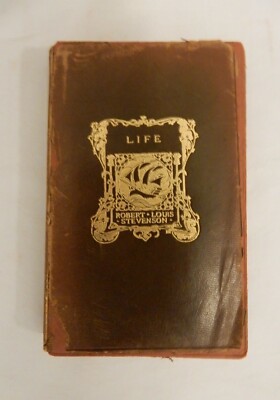 LIFE
ROBERT • LOUIS
• STEVENSON •